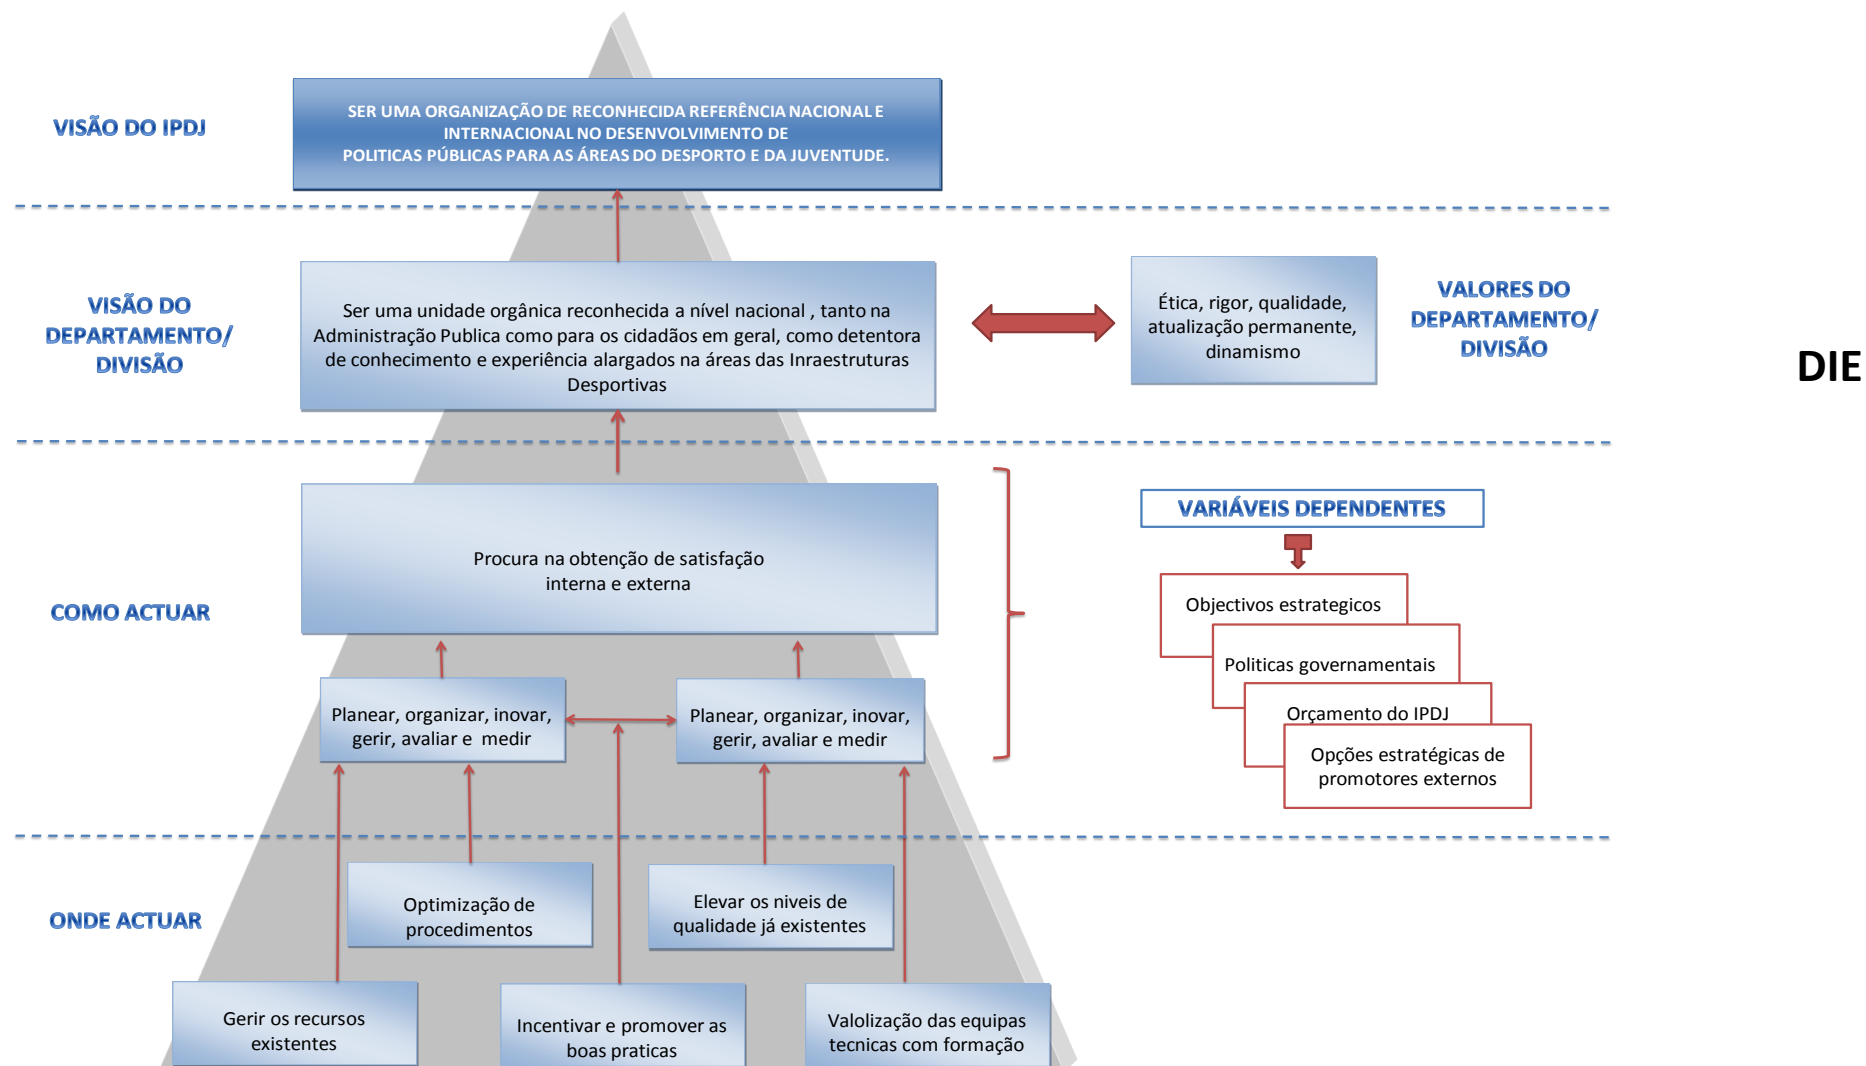 VISÃO DO IPDJ
SER UMA ORGANIZAÇÃO DE RECONHECIDA REFERÊNCIA NACIONAL E
INTERNACIONAL NO DESENVOLVIMENTO DE
POLITICAS PÚBLICAS PARA AS ÁREAS DO DESPORTO E DA JUVENTUDE.
VISÃO DO
DEPARTAMENTO/
DIVISÃO
Ser uma unidade orgânica reconhecida a nível nacional , tanto na
Administração Publica como para os cidadãos em geral, como detentora
de conhecimento e experiência alargados na áreas das Inraestruturas
Desportivas
Ética, rigor, qualidade,
atualização permanente,
dinamismo
VALORES DO
DEPARTAMENTO/
DIVISÃO
DIE
COMO ACTUAR
Procura na obtenção de satisfação
interna e externa
Planear, organizar, inovar,
gerir, avaliar e  medir
Planear, organizar, inovar,
gerir, avaliar e medir
VARIÁVEIS DEPENDENTES
Objectivos estrategicos
Politicas governamentais
Orçamento do IPDJ
Opções estratégicas de
promotores externos
ONDE ACTUAR
Optimização de
procedimentos
Elevar os niveis de
qualidade já existentes
Gerir os recursos
existentes
Incentivar e promover as
boas praticas
Valolização das equipas
tecnicas com formação